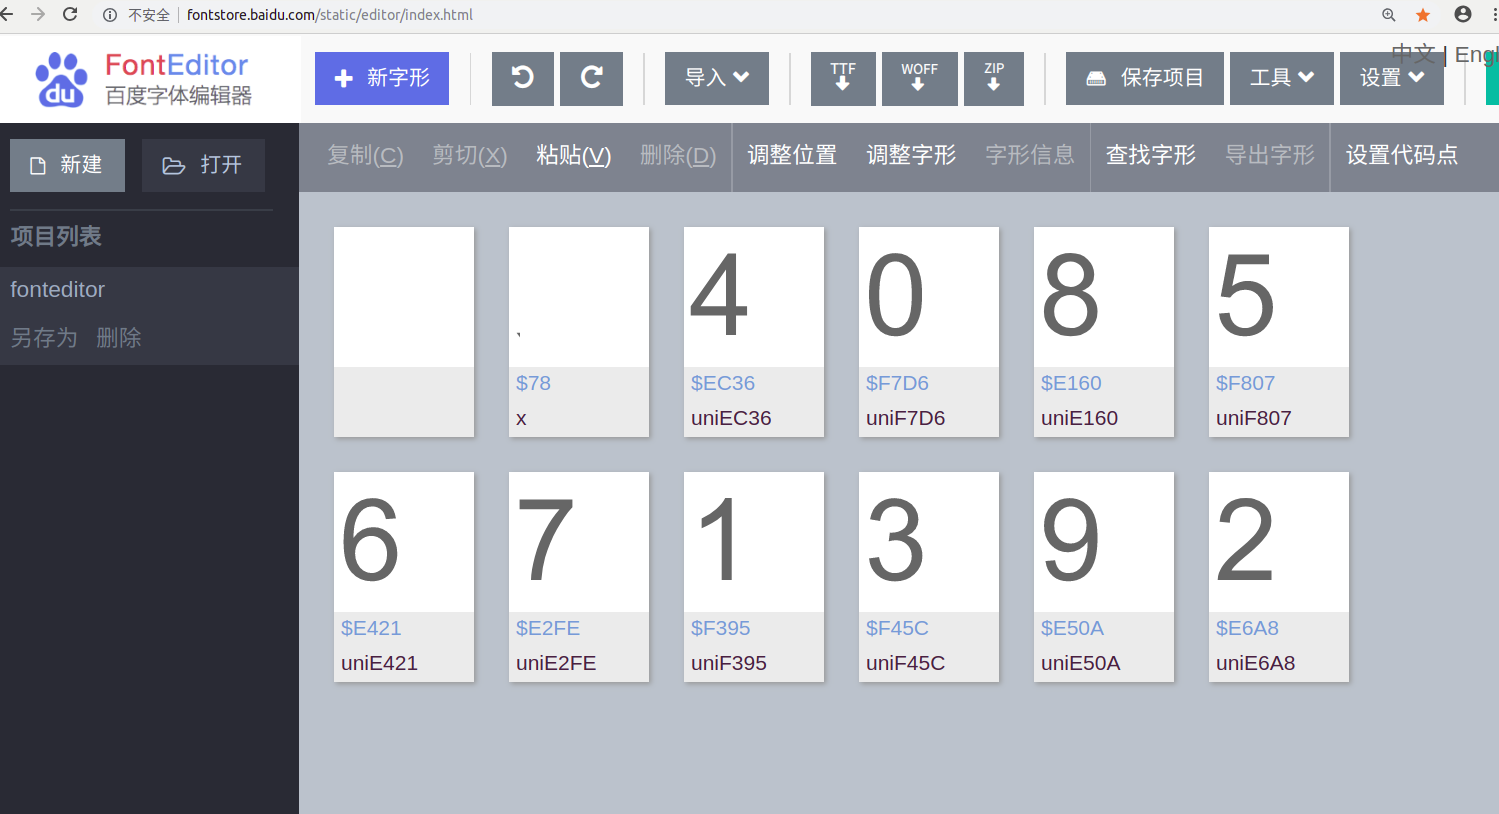 不安全 fontstore.baidu.com/static/editor/index.html
中文 | Engl
du FontEditor
百度字体编辑器
新字形 导入 TTF WOFF ZIP 保存项目 工具 设置
新建 打开
复制(C) 剪切(X) 粘贴(V) 删除(D) 调整位置 调整字形 字形信息 查找字形 导出字形 设置代码点
项目列表
fonteditor
另存为 删除
4 0 8 5
$78 $EC36 $F7D6 $E160 $F807
x uniEC36 uniF7D6 uniE160 uniF807
6 7 1 3 9 2
$E421 $E2FE $F395 $F45C $E50A $E6A8
uniE421 uniE2FE uniF395 uniF45C uniE50A uniE6A8